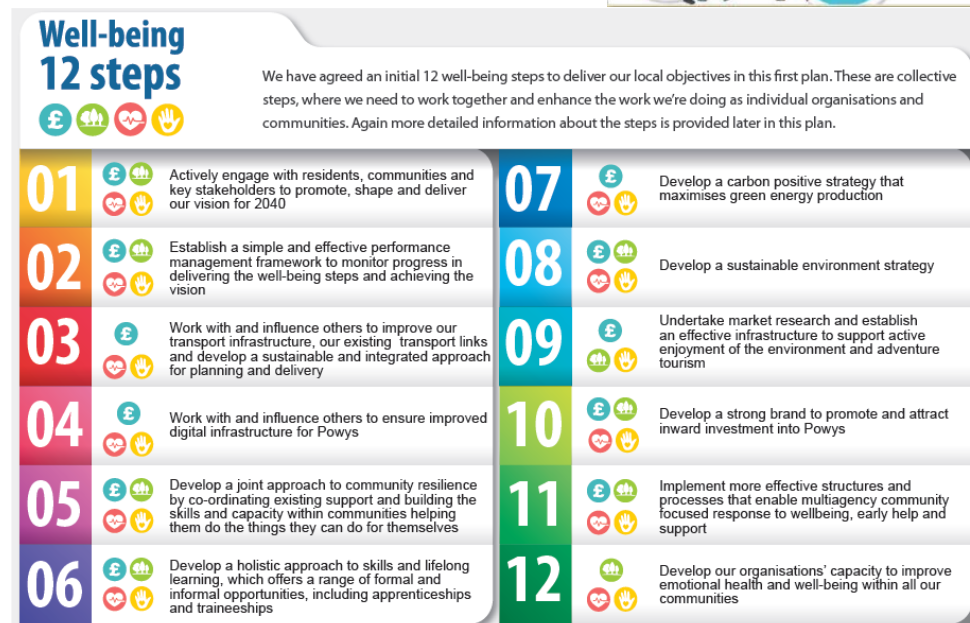 Well-being
12 steps
We have agreed an initial 12 well-being steps to deliver our local objectives in this first plan. These are collective
steps, where we need to work together and enhance the work we're doing as individual organisations and
communities. Again more detailed information about the steps is provided later in this plan.
£
01
£
Actively engage with residents, communities and
key stakeholders to promote, shape and deliver
our vision for 2040
02
£
Establish a simple and effective performance
management framework to monitor progress in
delivering the well-being steps and achieving the
vision
03
£
Work with and influence others to improve our
transport infrastructure, our existing transport links
and develop a sustainable and integrated approach
for planning and delivery
04
£
Work with and influence others to ensure improved
digital infrastructure for Powys
05
£
Develop a joint approach to community resilience
by co-ordinating existing support and building the
skills and capacity within communities helping
them do the things they can do for themselves
06
£
Develop a holistic approach to skills and lifelong
learning, which offers a range of formal and
informal opportunities, including apprenticeships
and traineeships
07
£
Develop a carbon positive strategy that
maximises green energy production
08
£
Develop a sustainable environment strategy
09
£
Undertake market research and establish
an effective infrastructure to support active
enjoyment of the environment and adventure
tourism
10
£
Develop a strong brand to promote and attract
inward investment into Powys
11
£
Implement more effective structures and
processes that enable multiagency community
focused response to wellbeing, early help and
support
12
Develop our organisations' capacity to improve
emotional health and well-being within all our
communities